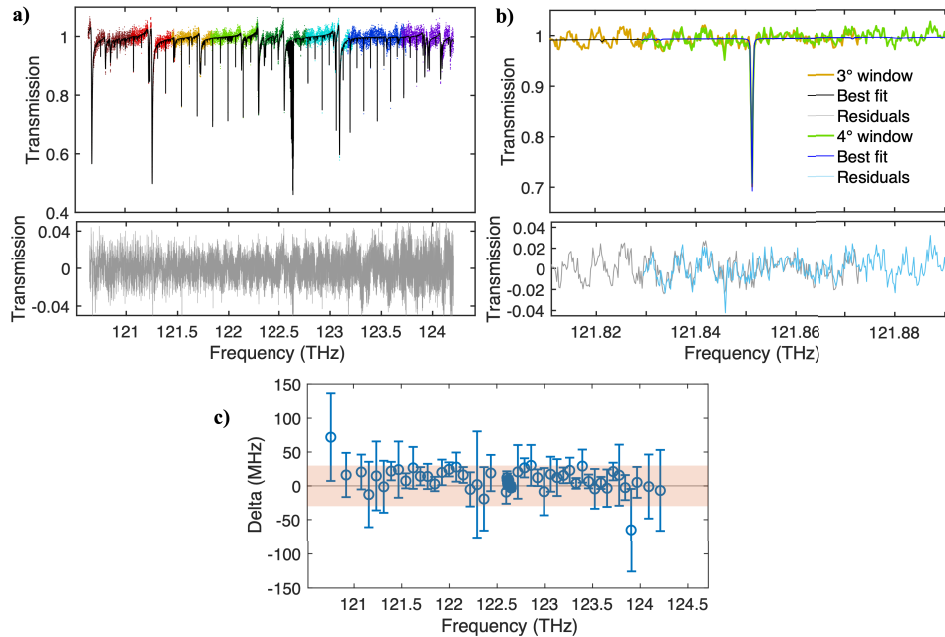 a)
Transmission
1
0.8
0.6
0.4
Transmission
0.04
0
-0.04
121
121.5
122
122.5
123
123.5
124
Frequency (THz)
b)
Transmission
1
0.9
0.8
0.7
3° window
Best fit
Residuals
4° window
Best fit
Residuals
Transmission
0.04
0.02
0
-0.02
-0.04
121.82
121.84
121.86
121.88
Frequency (THz)
c)
Delta (MHz)
150
100
50
0
-50
-100
-150
121
121.5
122
122.5
123
123.5
124
124.5
Frequency (THz)